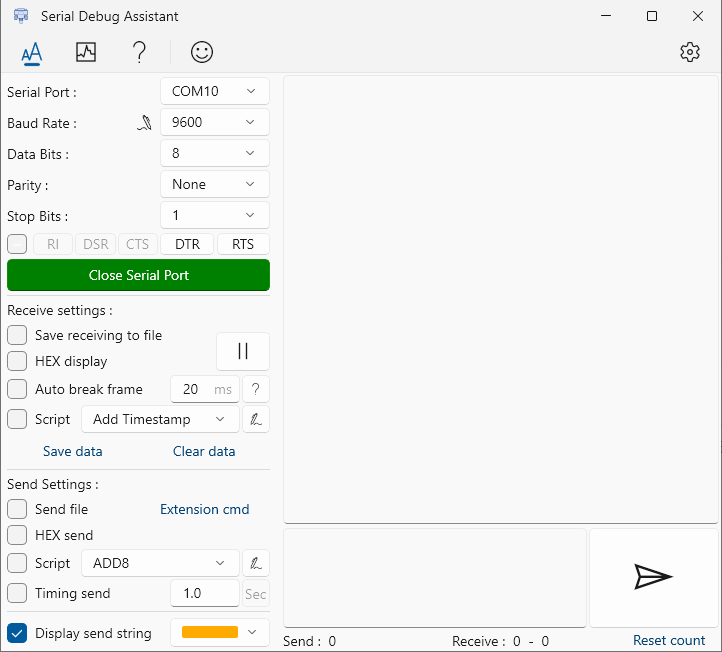 Serial Debug Assistant
AA
Serial Port : COM10
Baud Rate : 9600
Data Bits : 8
Parity : None
Stop Bits : 1
RI DSR CTS DTR RTS
Close Serial Port
Receive settings :
Save receiving to file
HEX display
Auto break frame 20 ms ?
Script Add Timestamp
Save data Clear data
Send Settings :
Send file Extension cmd
HEX send
Script ADD8
Timing send 1.0 Sec
Display send string
Send : 0 Receive : 0 - 0 Reset count